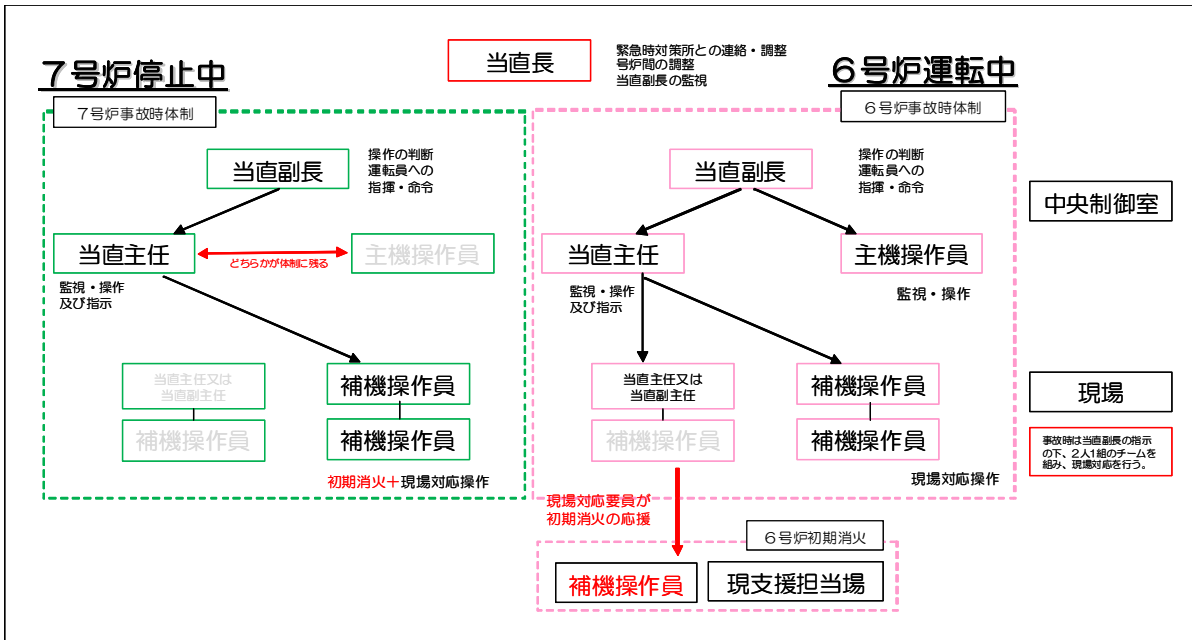 当直長
緊急時対策所との連絡・調整
号炉間の調整
当直副長の監視
7号炉停止中
6号炉運転中
7号炉事故時体制
6号炉事故時体制
当直副長
操作の判断
運転員への
指揮・命令
当直副長
操作の判断
運転員への
指揮・命令
中央制御室
当直主任
どちらかが体制に残る
主機操作員
当直主任
主機操作員
監視・操作
及び指示
監視・操作
及び指示
監視・操作
当直主任又は
当直副主任
補機操作員
当直主任又は
当直副主任
補機操作員
現場
補機操作員
補機操作員
補機操作員
補機操作員
事故時は当直副長の指示
の下、2人1組のチームを
組み、現場対応を行う。
初期消火+現場対応操作
現場対応操作
現場対応要員が
初期消火の応援
6号炉初期消火
補機操作員
現支援担当場